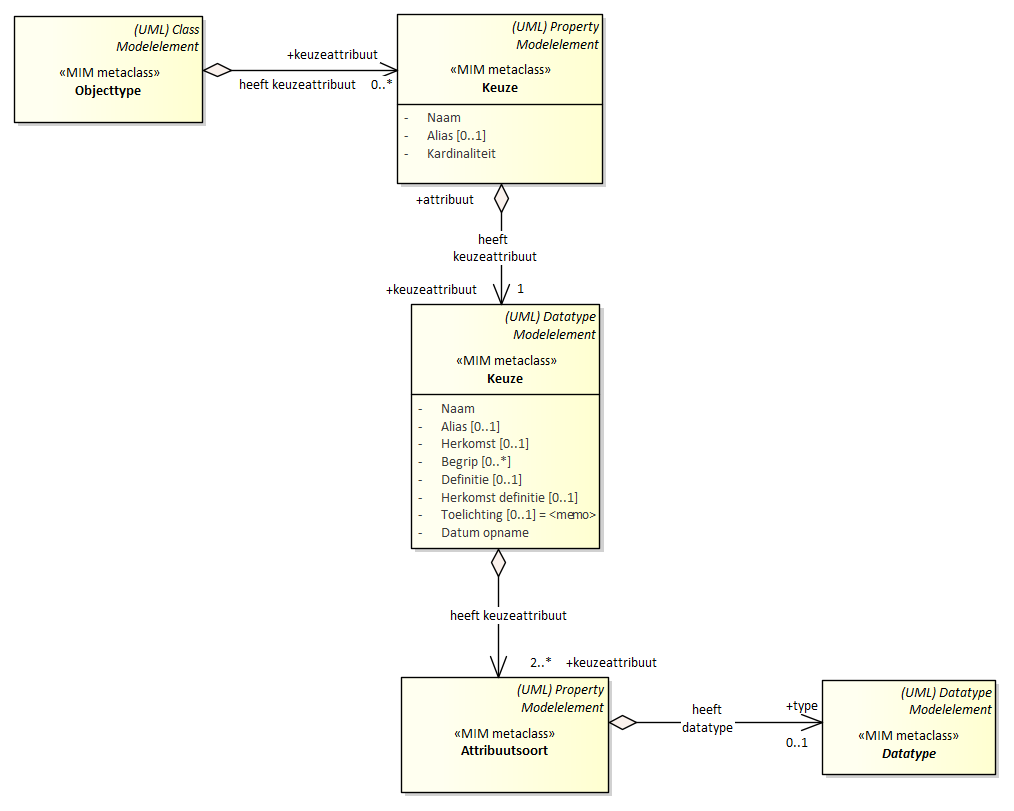 (UML) Class
Modelelement
«MIM metaclass»
Objecttype
+keuzeattribuut
heeft keuzeattribuut 0..*
(UML) Property
Modelelement
«MIM metaclass»
Keuze
- Naam
- Alias [0..1]
- Kardinaliteit
+attribuut
heeft
keuzeattribuut
+keuzeattribuut 1
(UML) Datatype
Modelelement
«MIM metaclass»
Keuze
- Naam
- Alias [0..1]
- Herkomst [0..1]
- Begrip [0..*]
- Definitie [0..1]
- Herkomst definitie [0..1]
- Toelichting [0..1] = <memo>
- Datum opname
heeft keuzeattribuut
2..* +keuzeattribuut
(UML) Property
Modelelement
«MIM metaclass»
Attribuutsoort
heeft
datatype
+type
0..1
(UML) Datatype
Modelelement
«MIM metaclass»
Datatype